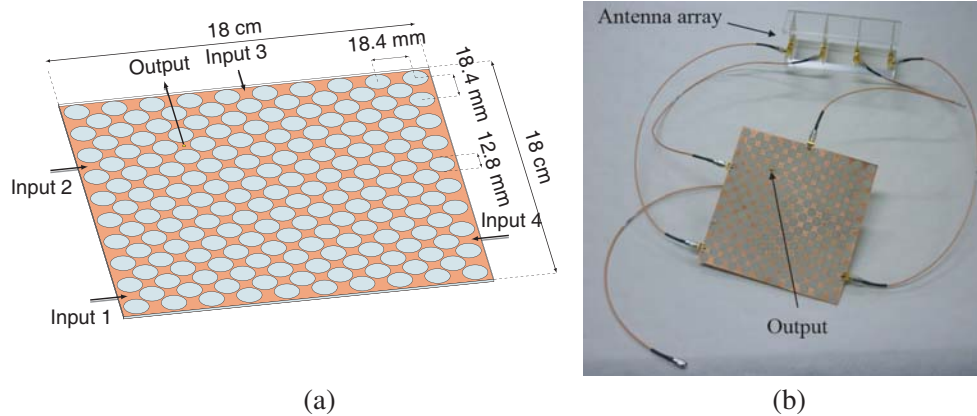 18 cm
Input 3
18.4 mm
Output
18.4 mm
12.8 mm
18 cm
Input 2
Input 4
Input 1
(a)
Antenna array
Output
(b)